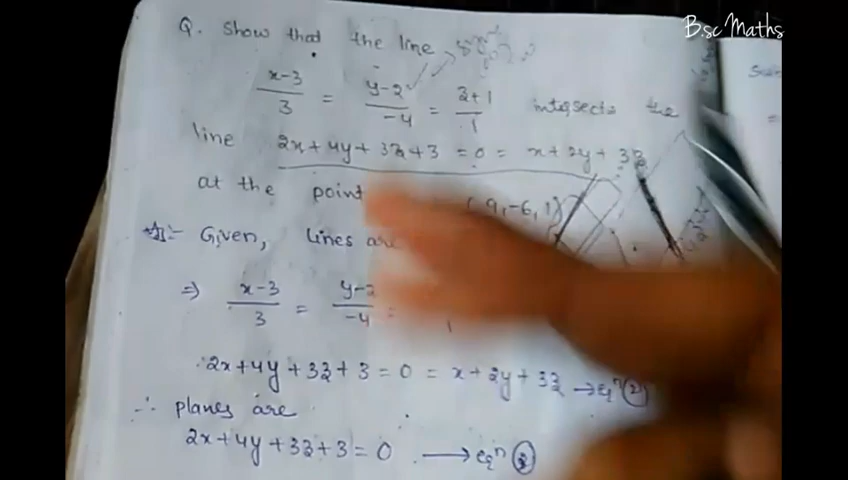 B.sc Maths
Q. Show that the line
x-3/3 = y-2/-4 = z+1/1 intersects the
line 2x+4y+3z+3 =0 = x+2y+3z
at the point (9,-6,1)
Given, lines are
⇒ x-3/3 = y-2/-4 = 1
2x+4y+3z+3=0 = x+2y+3z → eqⁿ (2)
∴ planes are
2x+4y+3z+3=0 → eqⁿ (3)